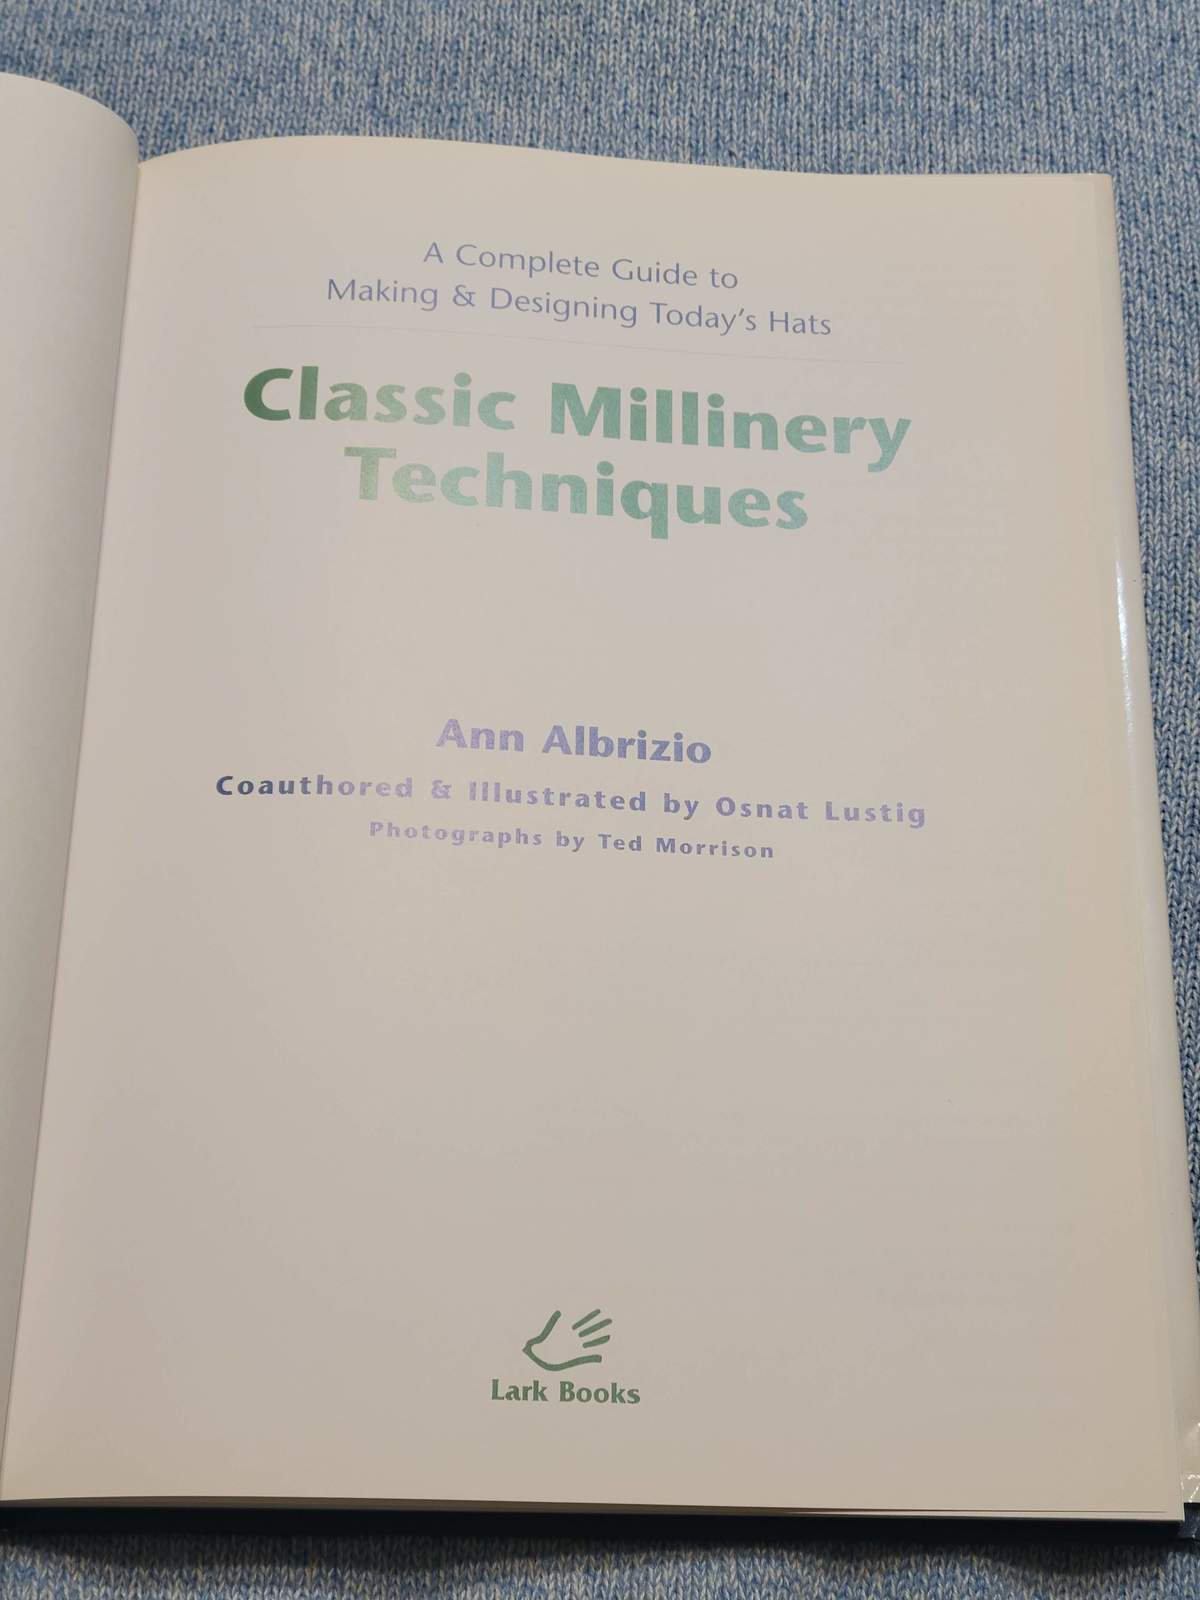 A Complete Guide to
Making & Designing Today's Hats
Classic Millinery
Techniques
Ann Albrizio
Coauthored & Illustrated by Osnat Lustig
Photographs by Ted Morrison
Lark Books